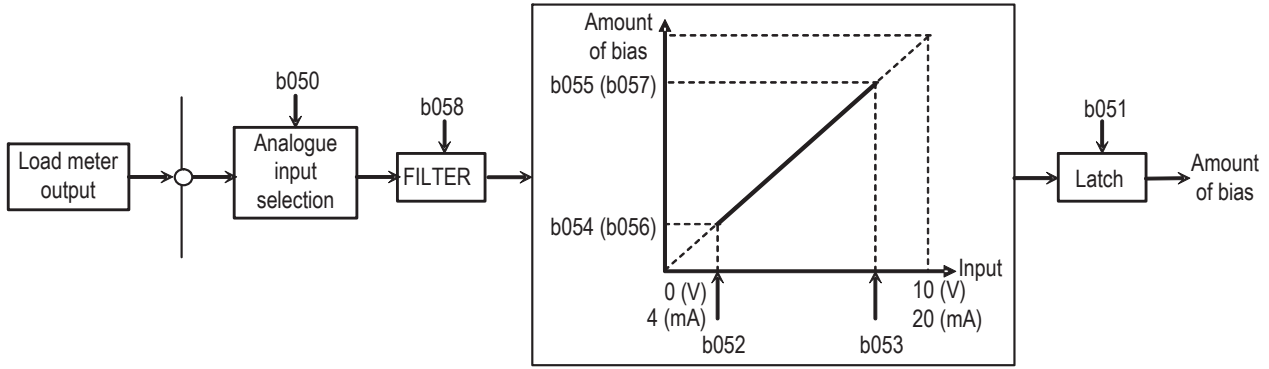 Load meter
output
b050
Analogue
input
selection
b058
FILTER
Amount
of bias
b055 (b057)
b054 (b056)
Input
0 (V)
4 (mA)
10 (V)
20 (mA)
b052
b053
b051
Latch
Amount
of bias